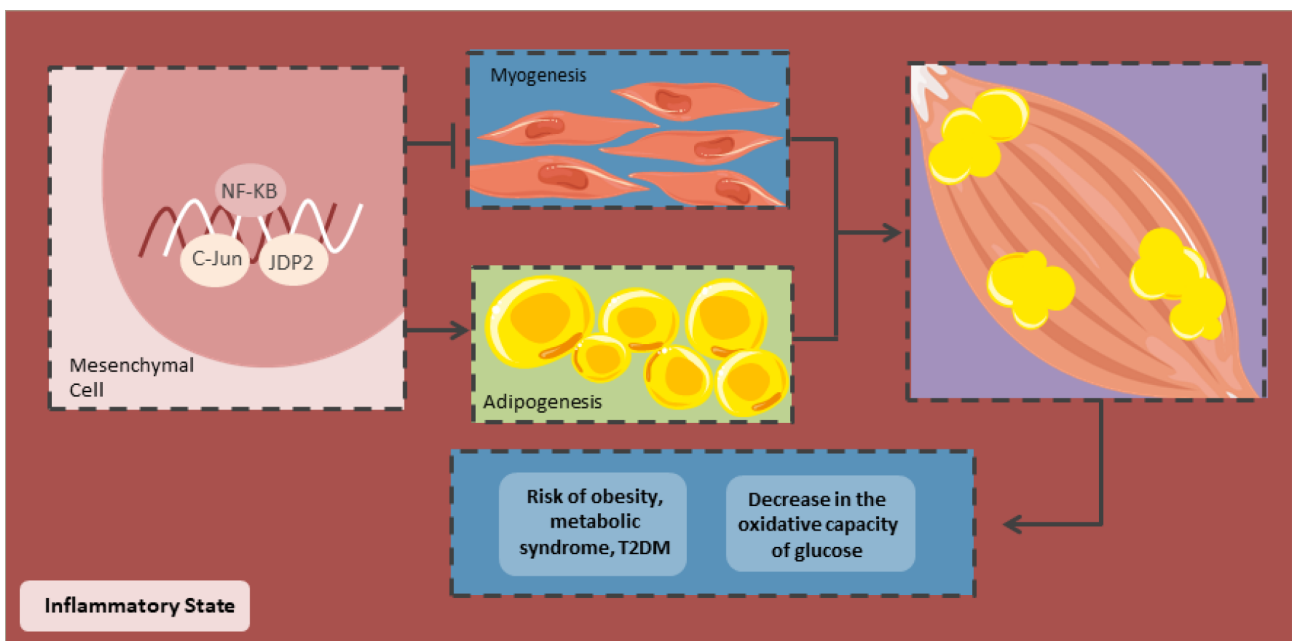 Myogenesis
NF-KB
C-Jun
JDP2
Mesenchymal
Cell
Adipogenesis
Risk of obesity,
metabolic
syndrome, T2DM
Decrease in the
oxidative capacity
of glucose
Inflammatory State